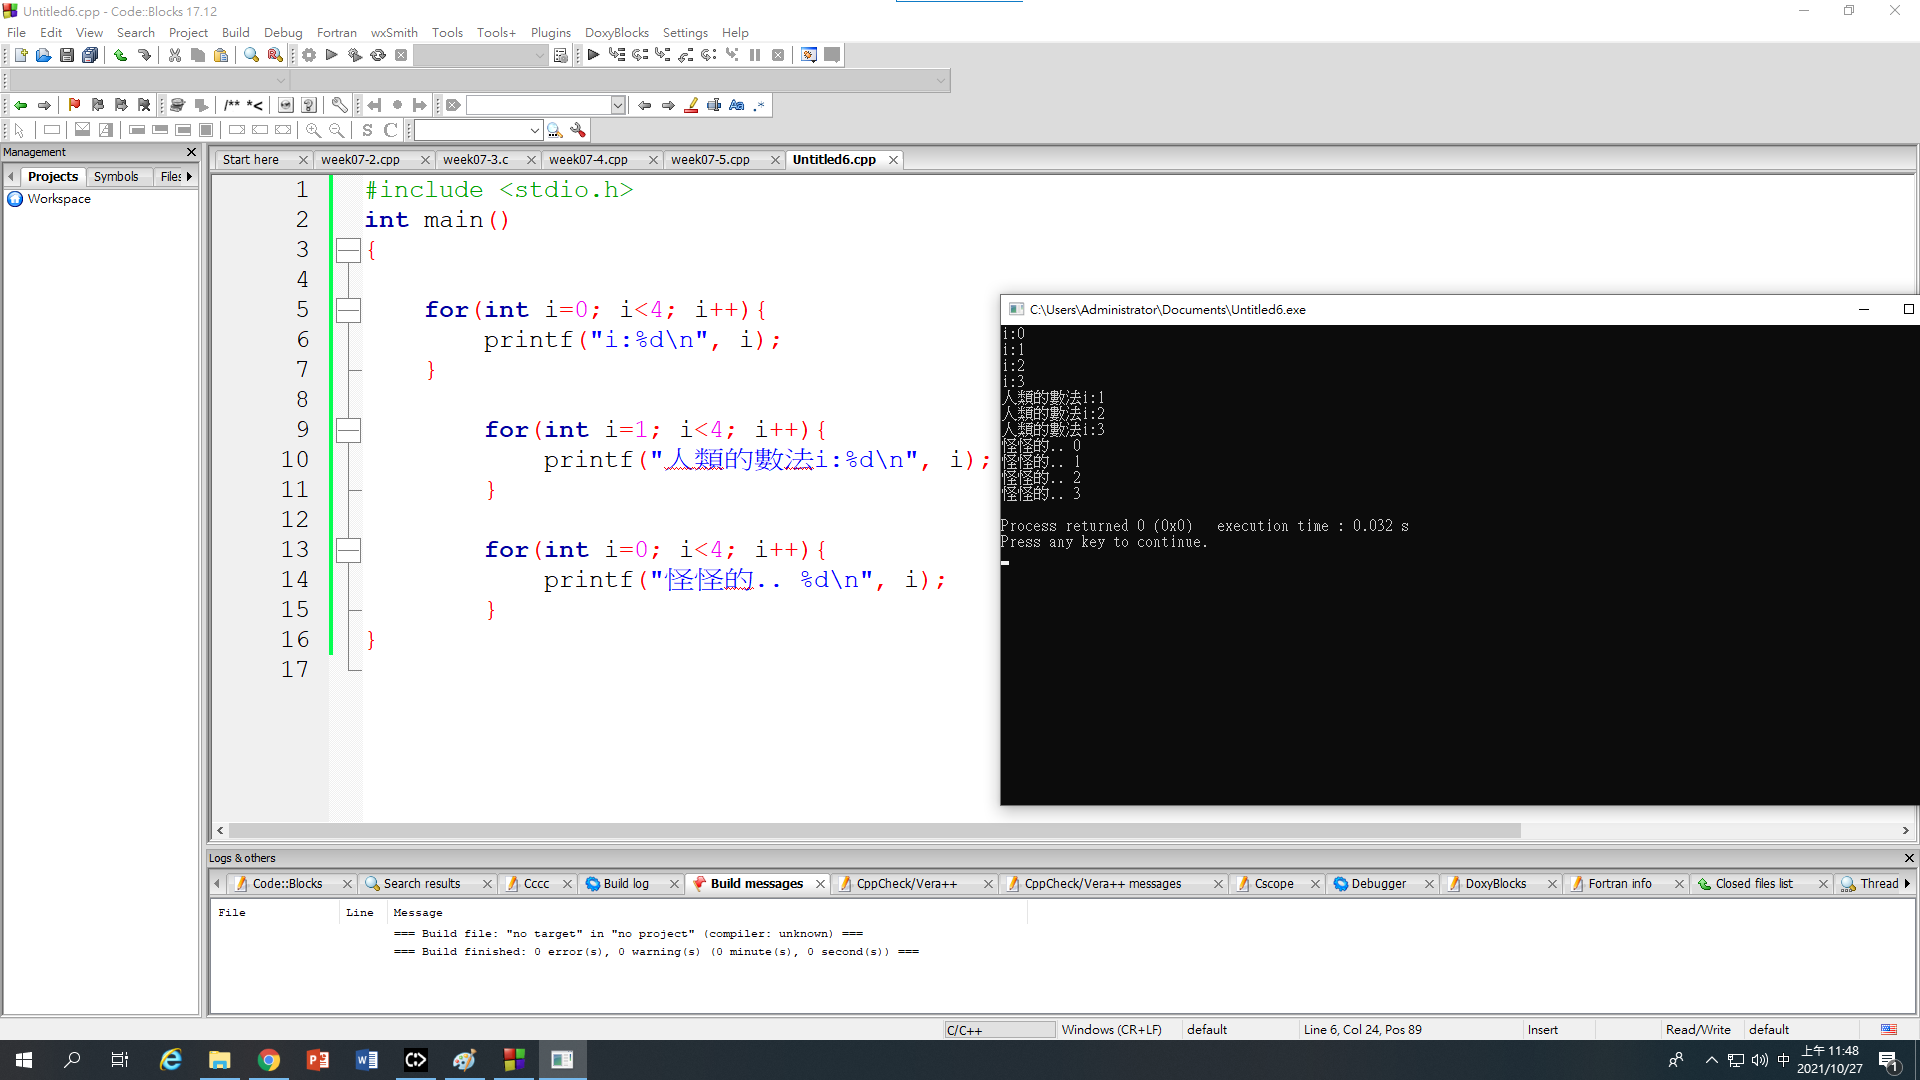 Untitled6.cpp - Code::Blocks 17.12
File Edit View Search Project Build Debug Fortran wxSmith Tools Tools+ Plugins DoxyBlocks Settings Help
/** *<
S C
Management
Projects Symbols Files
Workspace
Start here week07-2.cpp week07-3.c week07-4.cpp week07-5.cpp Untitled6.cpp
1 #include <stdio.h>
2 int main()
3 {
4
5 for(int i=0; i<4; i++){
6 printf("i:%d\n", i);
7 }
8
9 for(int i=1; i<4; i++){
10 printf("人類的數法i:%d\n", i);
11 }
12
13 for(int i=0; i<4; i++){
14 printf("怪怪的.. %d\n", i);
15 }
16 }
17
C:\Users\Administrator\Documents\Untitled6.exe
i:0
i:1
i:2
i:3
人類的數法i:1
人類的數法i:2
人類的數法i:3
怪怪的.. 0
怪怪的.. 1
怪怪的.. 2
怪怪的.. 3
Process returned 0 (0x0)   execution time : 0.032 s
Press any key to continue.
Logs & others
Code::Blocks Search results Cccc Build log Build messages CppCheck/Vera++ CppCheck/Vera++ messages Cscope Debugger DoxyBlocks Fortran info Closed files list Thread
File Line Message
=== Build file: "no target" in "no project" (compiler: unknown) ===
=== Build finished: 0 error(s), 0 warning(s) (0 minute(s), 0 second(s)) ===
C/C++ Windows (CR+LF) default Line 6, Col 24, Pos 89 Insert Read/Write default
中 上午 11:48
2021/10/27
1